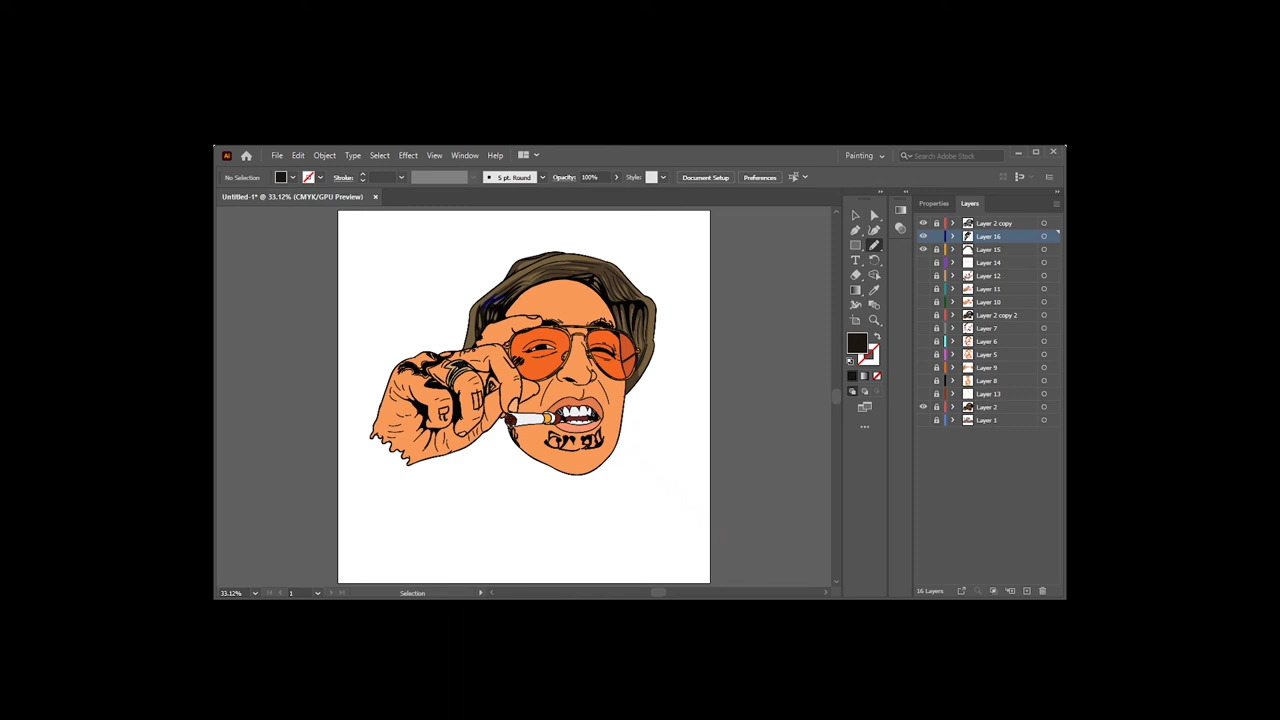 Ai File Edit Object Type Select Effect View Window Help Painting Search Adobe Stock
No Selection Stroke: 5 pt. Round Opacity: 100% Style: Document Setup Preferences
Untitled-1* @ 33.12% (CMYK/GPU Preview)
Properties Layers
Layer 2 copy
Layer 16
Layer 15
Layer 14
Layer 12
Layer 11
Layer 10
Layer 2 copy 2
Layer 7
Layer 6
Layer 5
Layer 9
Layer 8
Layer 13
Layer 2
Layer 1
33.12% 1 Selection 16 Layers